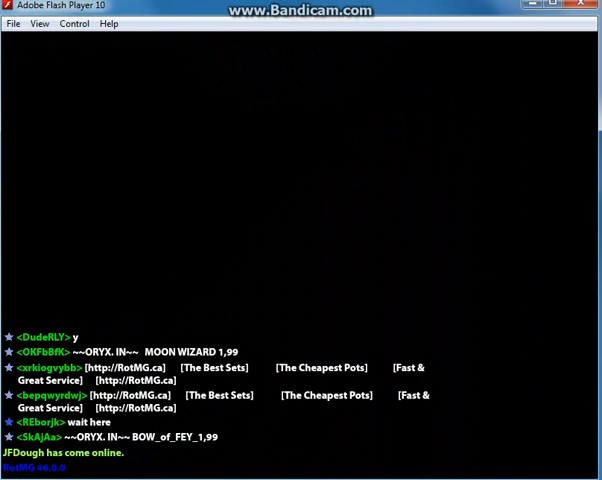 Adobe Flash Player 10
www.Bandicam.com
File View Control Help
<DudeRLY> y
<OKFbBfK> ~~ORYX. IN~~ MOON WIZARD 1,99
<xrkiogvybb> [http://RotMG.ca] [The Best Sets] [The Cheapest Pots] [Fast &
Great Service] [http://RotMG.ca]
<bepqwyrdwj> [http://RotMG.ca] [The Best Sets] [The Cheapest Pots] [Fast &
Great Service] [http://RotMG.ca]
<REborjk> wait here
<SkAjAa> ~~ORYX. IN~~ BOW_of_FEY_1,99
JFDough has come online.
RotMG #6.0.0